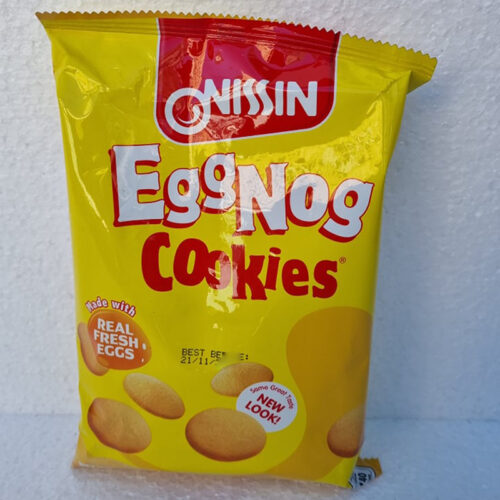 NISSIN
EggNog
Cookies®
Made with
REAL
FRESH
EGGS
BEST BE
21/11/
Same Great Taste
NEW
LOOK!